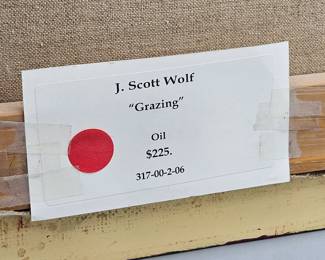 J. Scott Wolf
"Grazing"
Oil
$225.
317-00-2-06